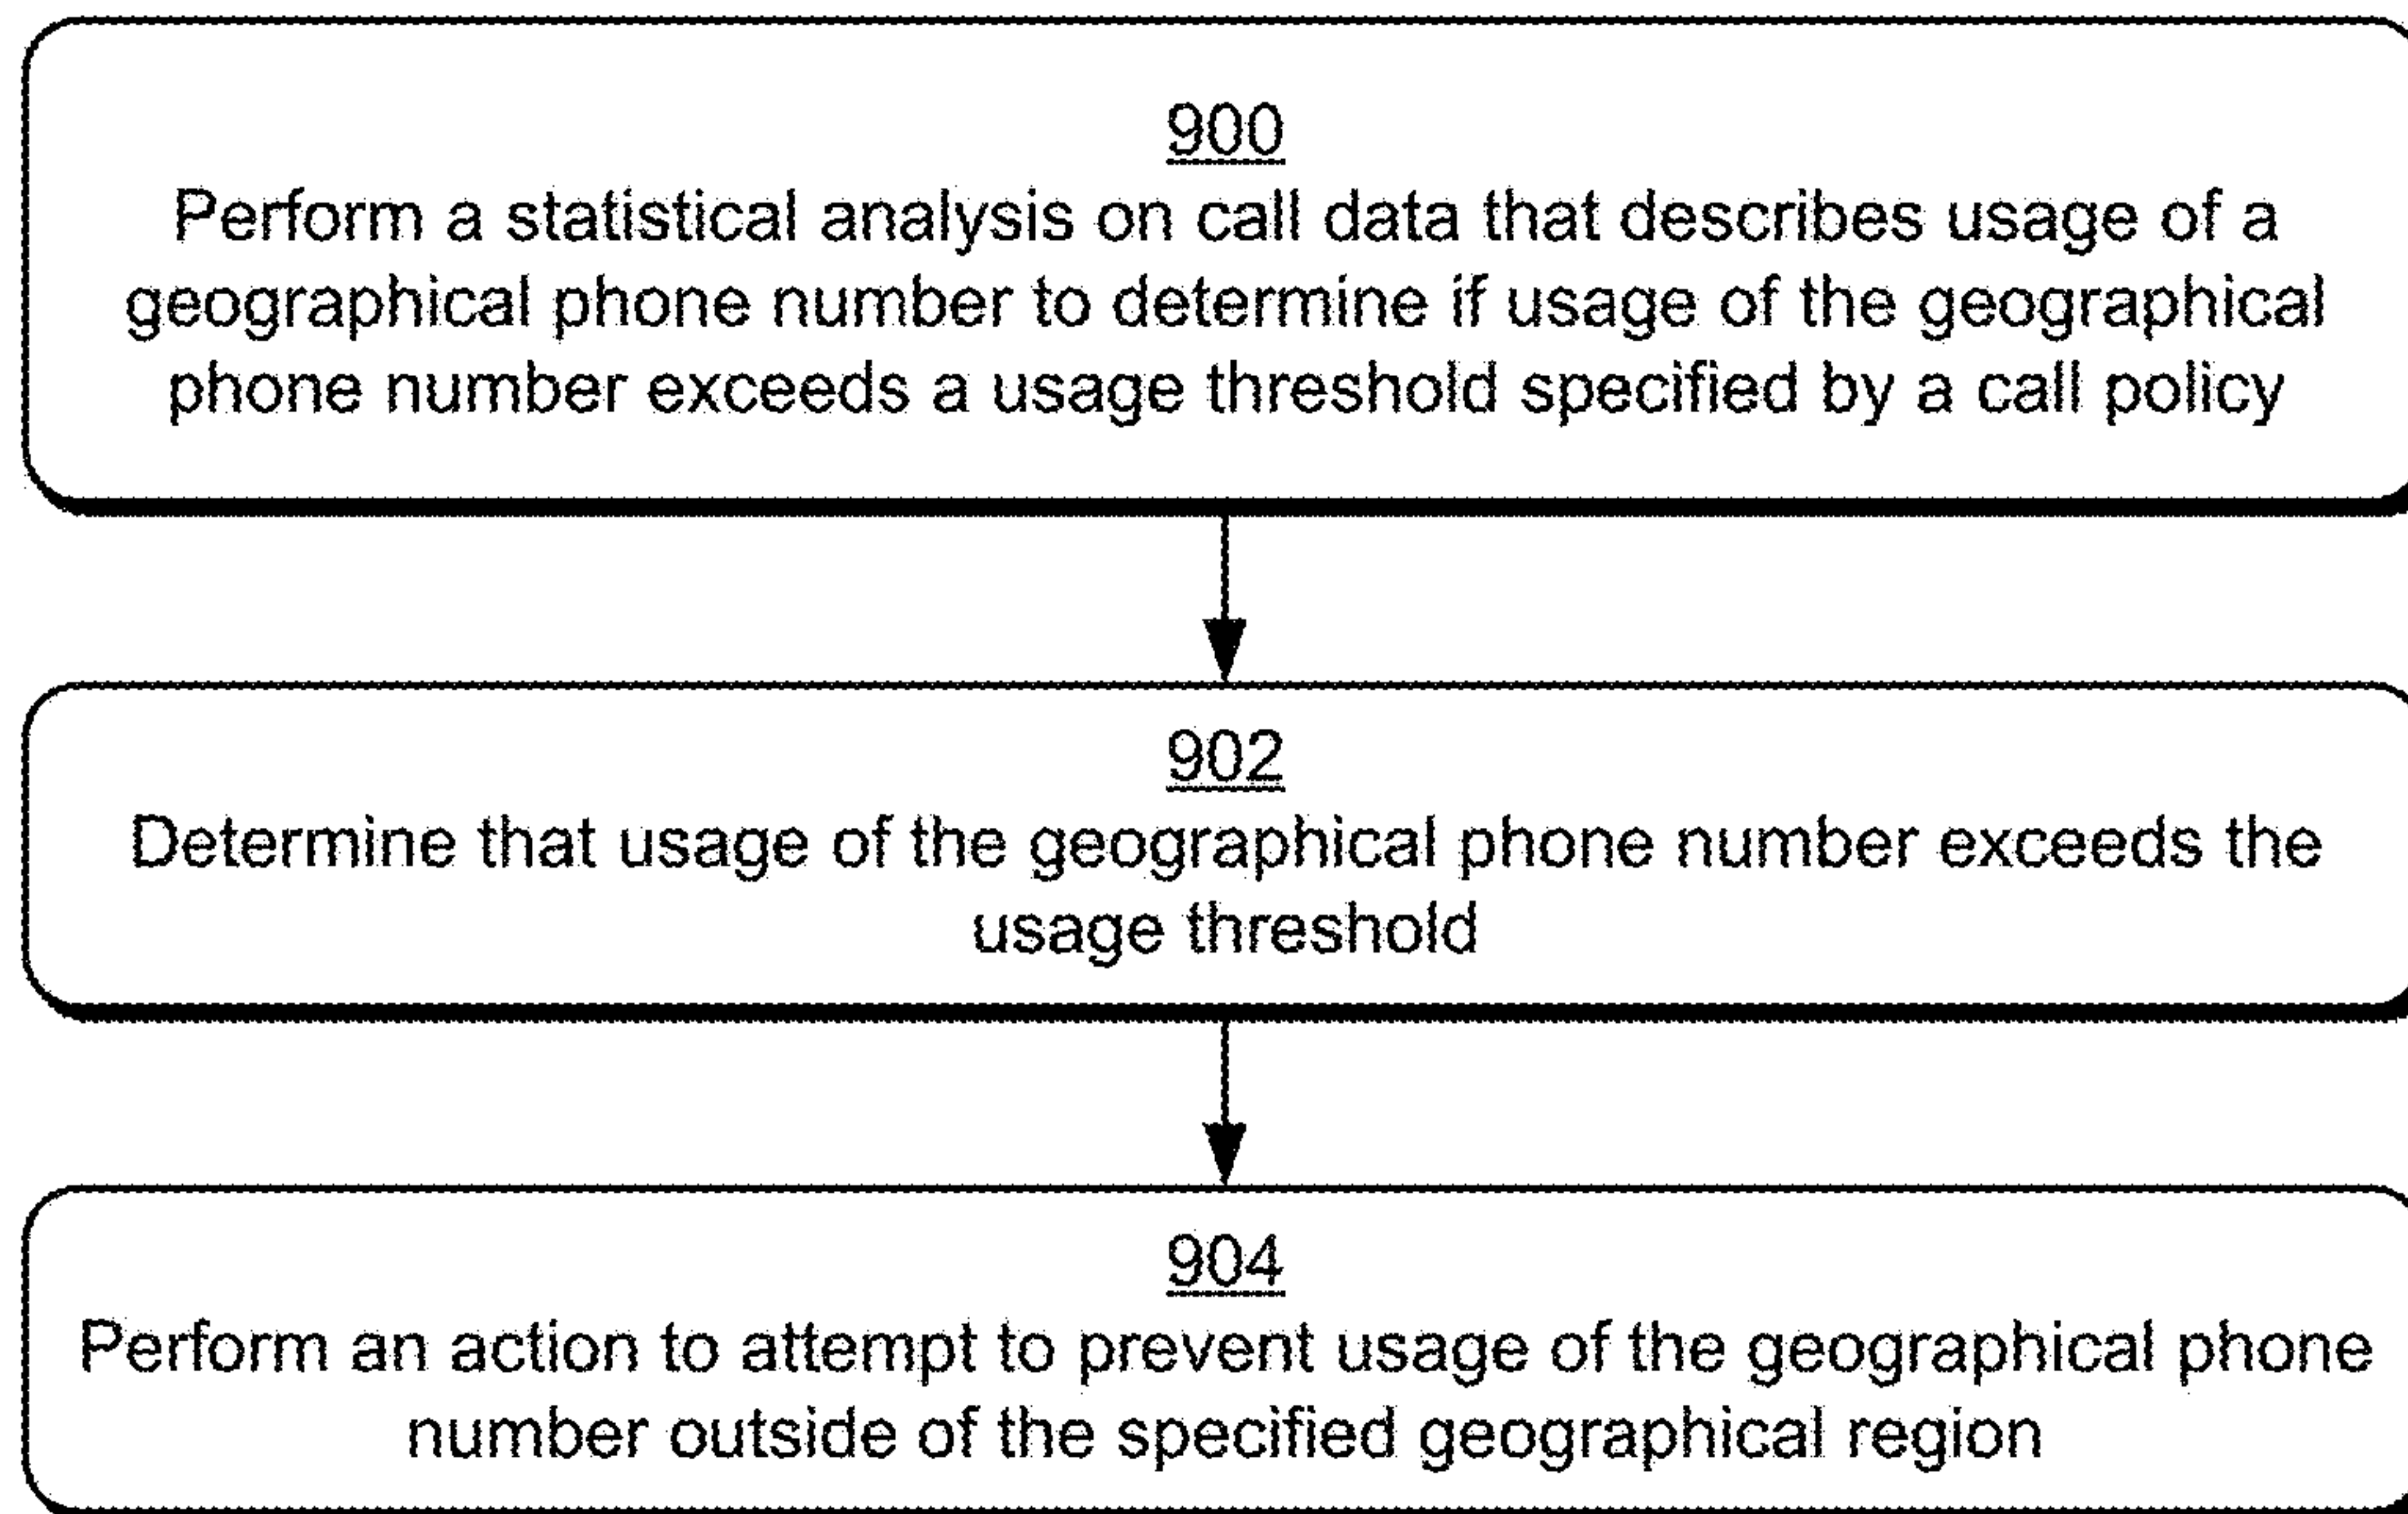 900
Perform a statistical analysis on call data that describes usage of a
geographical phone number to determine if usage of the geographical
phone number exceeds a usage threshold specified by a call policy
902
Determine that usage of the geographical phone number exceeds the
usage threshold
904
Perform an action to attempt to prevent usage of the geographical phone
number outside of the specified geographical region